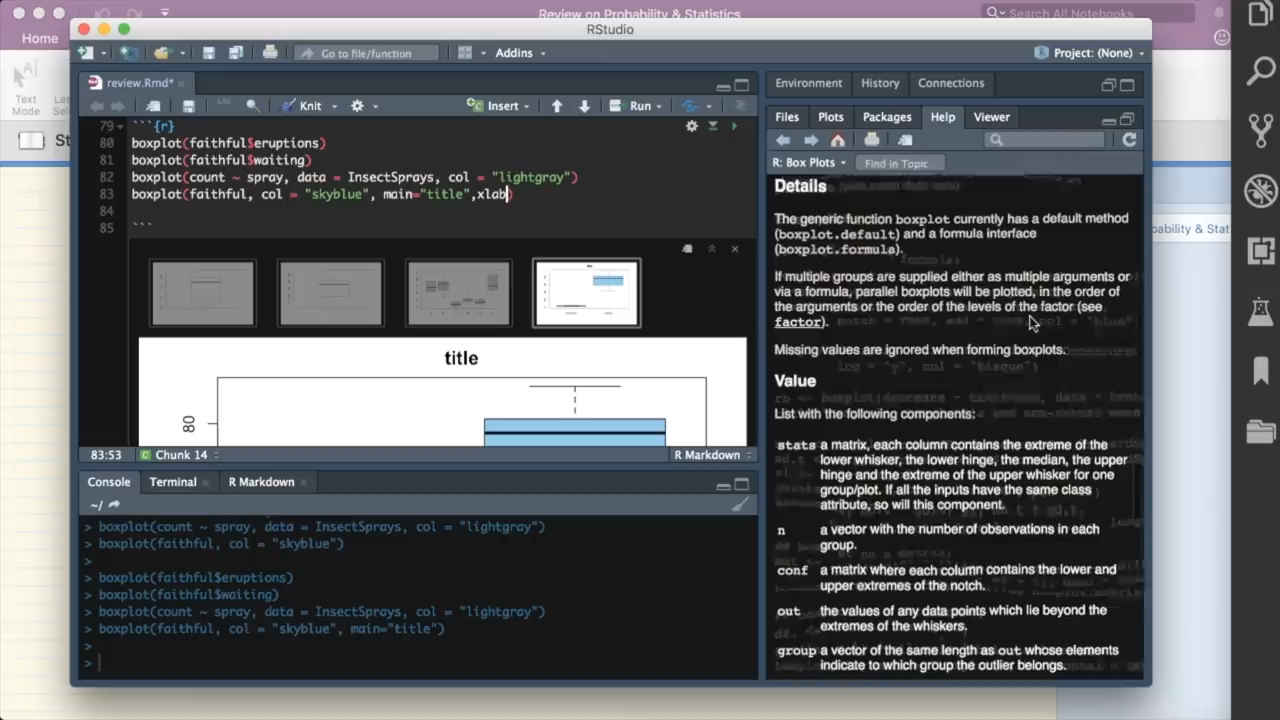 Review on Probability & Statistics
Search All Notebooks
Home
RStudio
Go to file/function
Addins
Project: (None)
Text
Mode
review.Rmd*
Environment
History
Connections
Knit
Insert
Run
Files
Plots
Packages
Help
Viewer
R: Box Plots
Find in Topic
79 ```{r}
80 boxplot(faithful$eruptions)
81 boxplot(faithful$waiting)
82 boxplot(count ~ spray, data = InsectSprays, col = "lightgray")
83 boxplot(faithful, col = "skyblue", main="title",xlab)
84
85 ```
title
80
83:53
Chunk 14
R Markdown
Console
Terminal
R Markdown
~/
> boxplot(count ~ spray, data = InsectSprays, col = "lightgray")
> boxplot(faithful, col = "skyblue")
>
> boxplot(faithful$eruptions)
> boxplot(faithful$waiting)
> boxplot(count ~ spray, data = InsectSprays, col = "lightgray")
> boxplot(faithful, col = "skyblue", main="title")
>
>
Details
The generic function boxplot currently has a default method
(boxplot.default) and a formula interface
(boxplot.formula).
If multiple groups are supplied either as multiple arguments or
via a formula, parallel boxplots will be plotted, in the order of
the arguments or the order of the levels of the factor (see
factor).
Missing values are ignored when forming boxplots.
Value
List with the following components:
stats a matrix, each column contains the extreme of the
lower whisker, the lower hinge, the median, the upper
hinge and the extreme of the upper whisker for one
group/plot. If all the inputs have the same class
attribute, so will this component.
n a vector with the number of observations in each
group.
conf a matrix where each column contains the lower and
upper extremes of the notch.
out the values of any data points which lie beyond the
extremes of the whiskers.
group a vector of the same length as out whose elements
indicate to which group the outlier belongs.